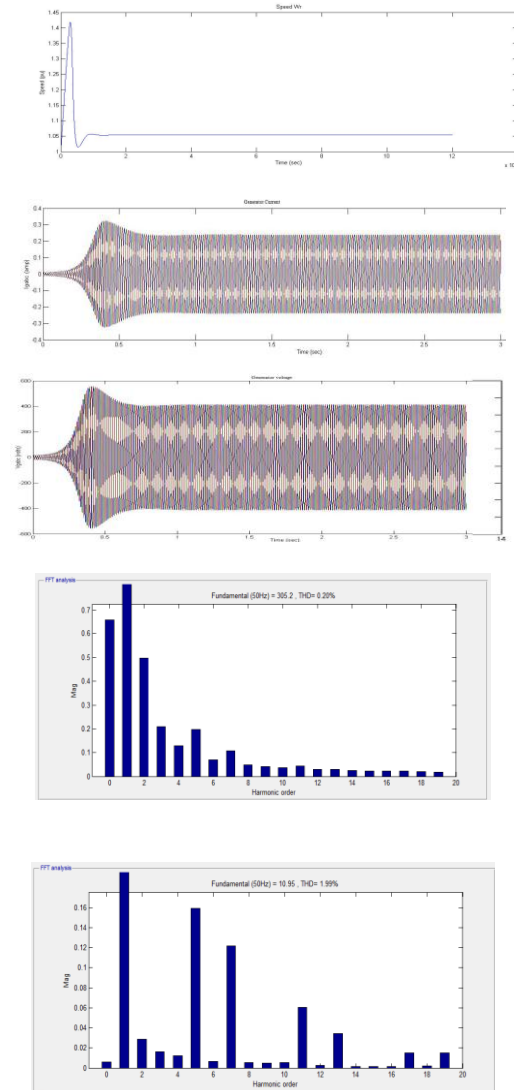 Speed Wr
1.45
1.4
1.35
1.3
1.25
1.2
1.15
1.1
1.05
1
Speed (pu)
0 2 4 6 8 10 12
Time (sec)
Generator Current
0.4
0.3
0.2
0.1
0
-0.1
-0.2
-0.3
-0.4
(amp)
0 0.5 1 1.5 2 2.5 3
Time (sec)
Generator voltage
600
400
200
0
-200
-400
-600
(volts)
0 0.5 1 1.5 2 2.5 3
Time (sec)
FFT analysis
Fundamental (50Hz) = 305.2 , THD= 0.20%
0.7
0.6
0.5
0.4
0.3
0.2
0.1
0
Mag
0 2 4 6 8 10 12 14 16 18 20
Harmonic order
FFT analysis
Fundamental (50Hz) = 10.95 , THD= 1.99%
0.16
0.14
0.12
0.1
0.08
0.06
0.04
0.02
0
Mag
0 2 4 6 8 10 12 14 16 18 20
Harmonic order